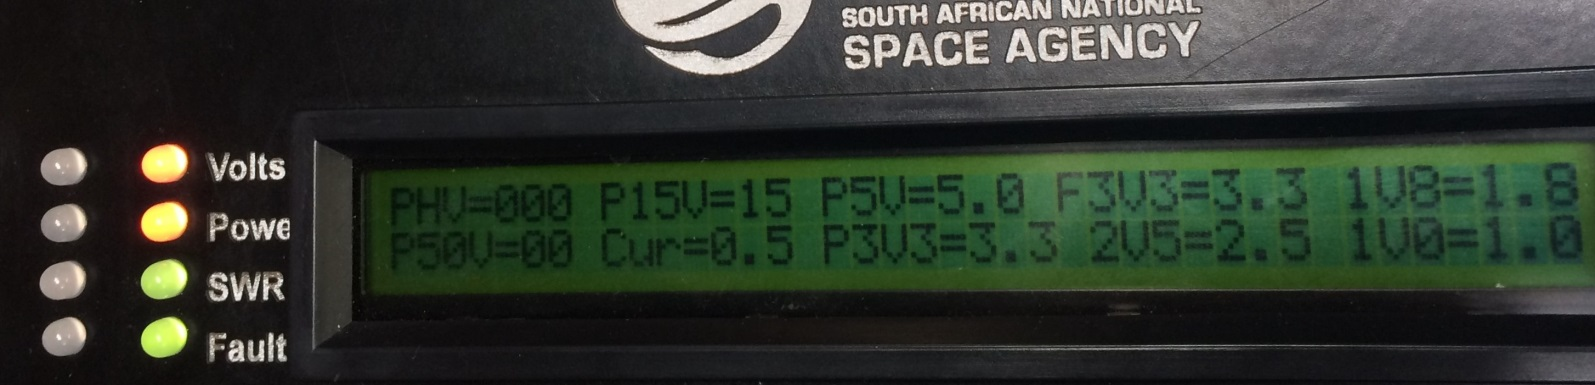 SOUTH AFRICAN NATIONAL
SPACE AGENCY
Volts
Powe
SWR
Fault
PHV=000 P15V=15 P5V=5.0 F3V3=3.3 1V8=1.8
P50V=00 Cur=0.5 P3V3=3.3 2V5=2.5 1V0=1.0